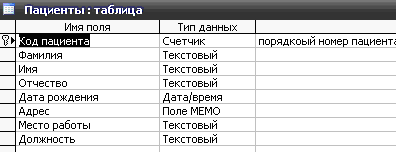 Пациенты : таблица
Имя поля Тип данных
Код пациента Счетчик порядкоый номер пациента
Фамилия Текстовый
Имя Текстовый
Отчество Текстовый
Дата рождения Дата/время
Адрес Поле МЕМО
Место работы Текстовый
Должность Текстовый